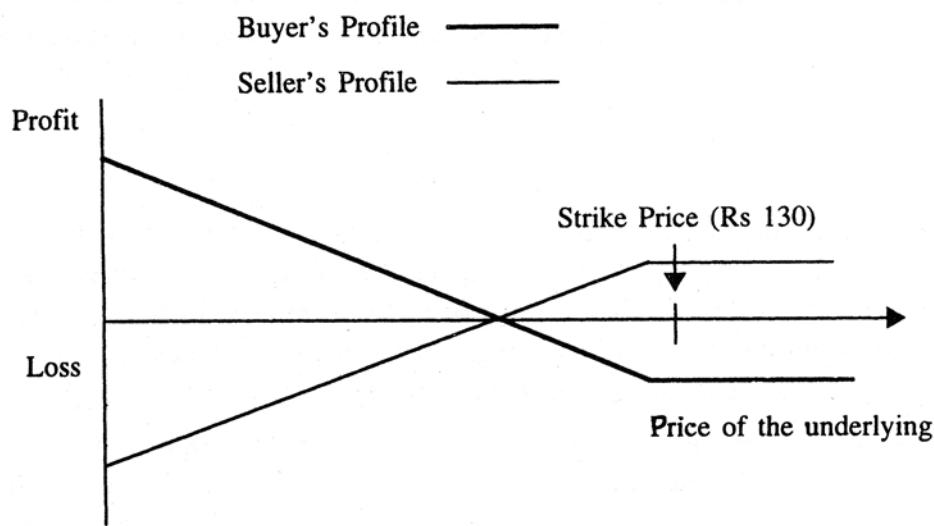 Buyer's Profile
Seller's Profile
Profit
Strike Price (Rs 130)
Loss
Price of the underlying